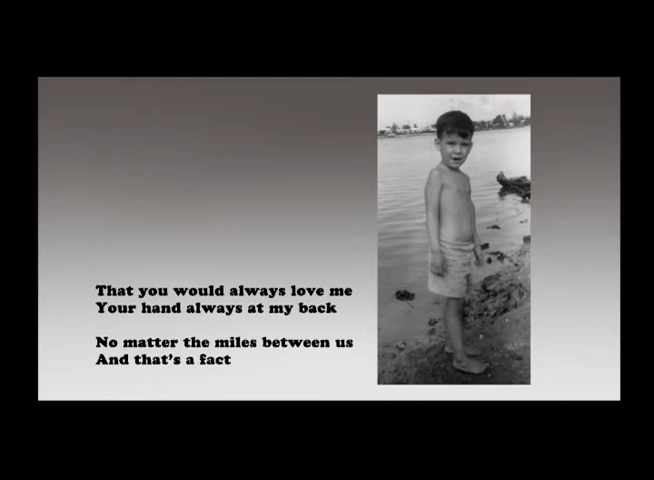 That you would always love me
Your hand always at my back
No matter the miles between us
And that's a fact